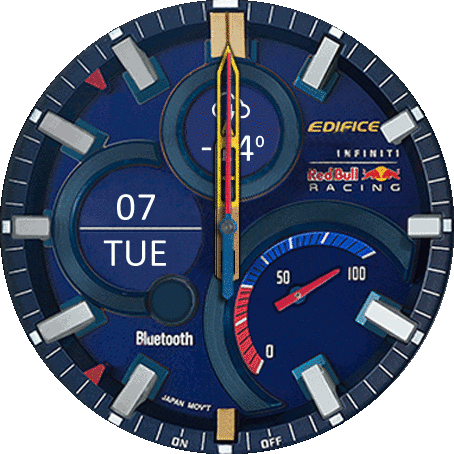 EDIFICE
INFINITI
Red Bull
RACING
07
TUE
50
100
0
Bluetooth
JAPAN MOV'T
ON
OFF